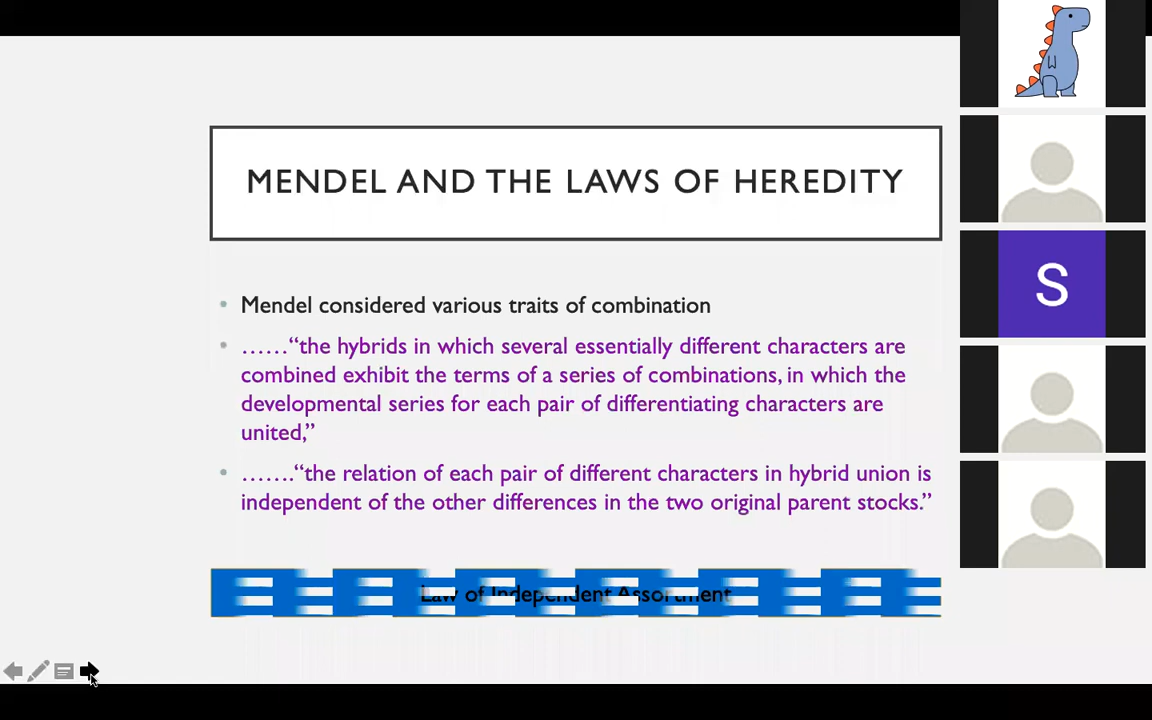 MENDEL AND THE LAWS OF HEREDITY
• Mendel considered various traits of combination
• ……“the hybrids in which several essentially different characters are
combined exhibit the terms of a series of combinations, in which the
developmental series for each pair of differentiating characters are
united,”
• …….“the relation of each pair of different characters in hybrid union is
independent of the other differences in the two original parent stocks.”
Law of Independent Assortment
S